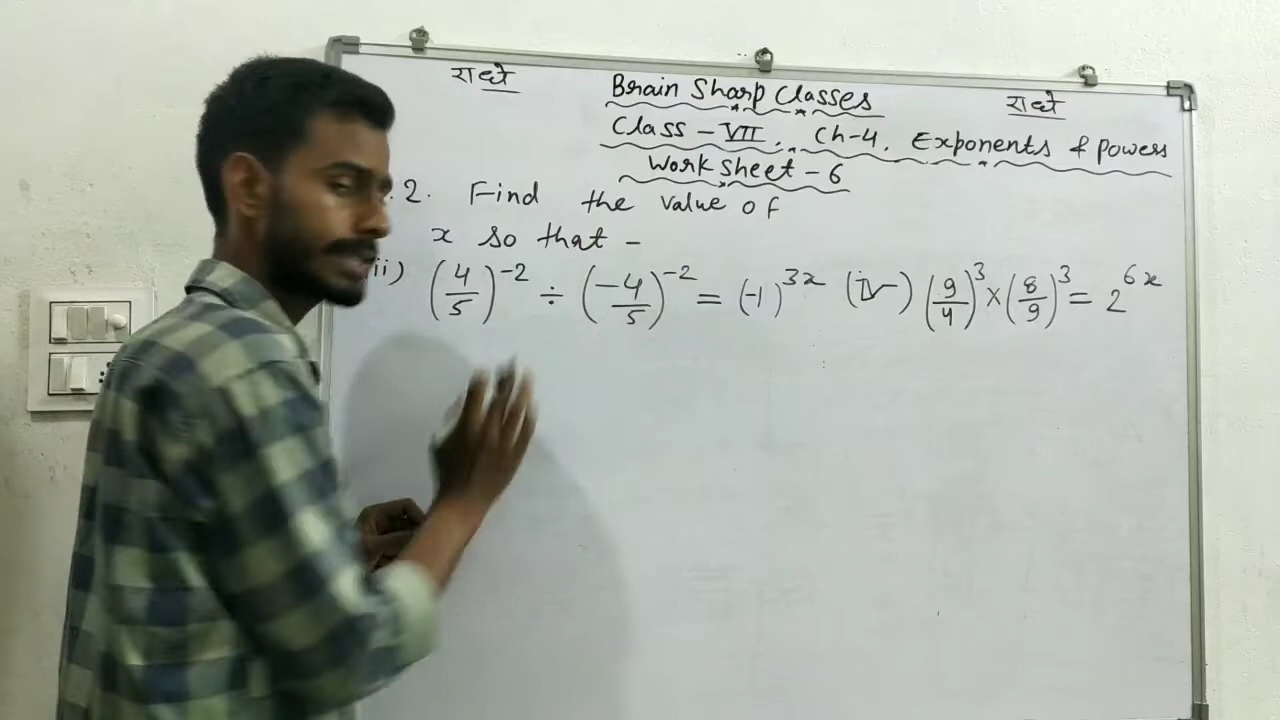 राधे
राधे
Brain Sharp Classes
Class - VII, Ch-4, Exponents & powers
Work Sheet - 6
.2. Find the value of
x so that -
ii) (4/5)^-2 ÷ (-4/5)^-2 = (-1)^3x (iv) (9/4)^3 × (8/9)^3 = 2^6x